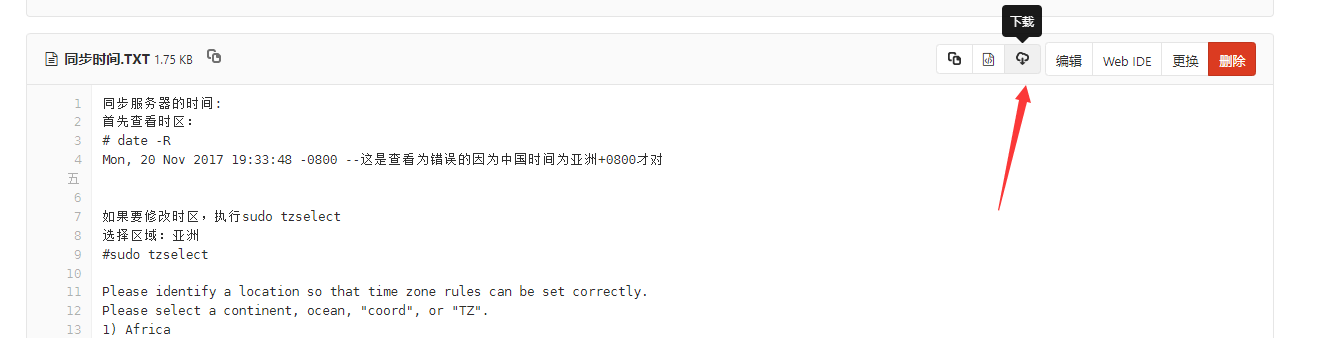 下载
同步时间.TXT 1.75 KB
编辑 Web IDE 更换 删除
1 同步服务器的时间:
2 首先查看时区:
3 # date -R
4 Mon, 20 Nov 2017 19:33:48 -0800 --这是查看为错误的因为中国时间为亚洲+0800才对
五
6
7 如果要修改时区，执行sudo tzselect
8 选择区域：亚洲
9 #sudo tzselect
10
11 Please identify a location so that time zone rules can be set correctly.
12 Please select a continent, ocean, "coord", or "TZ".
13 1) Africa